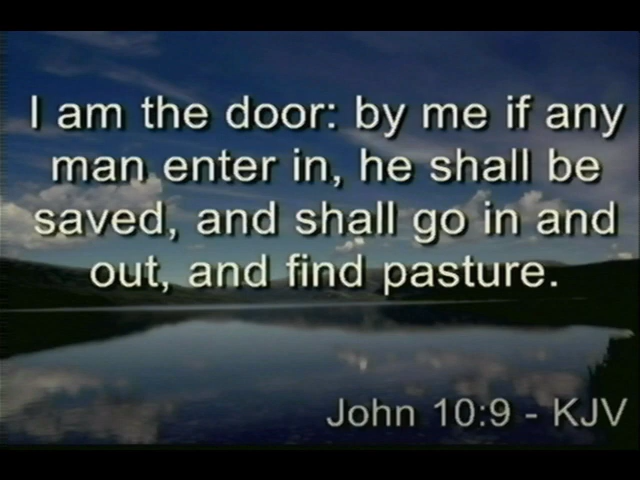 I am the door: by me if any
man enter in, he shall be
saved, and shall go in and
out, and find pasture.
John 10:9 - KJV